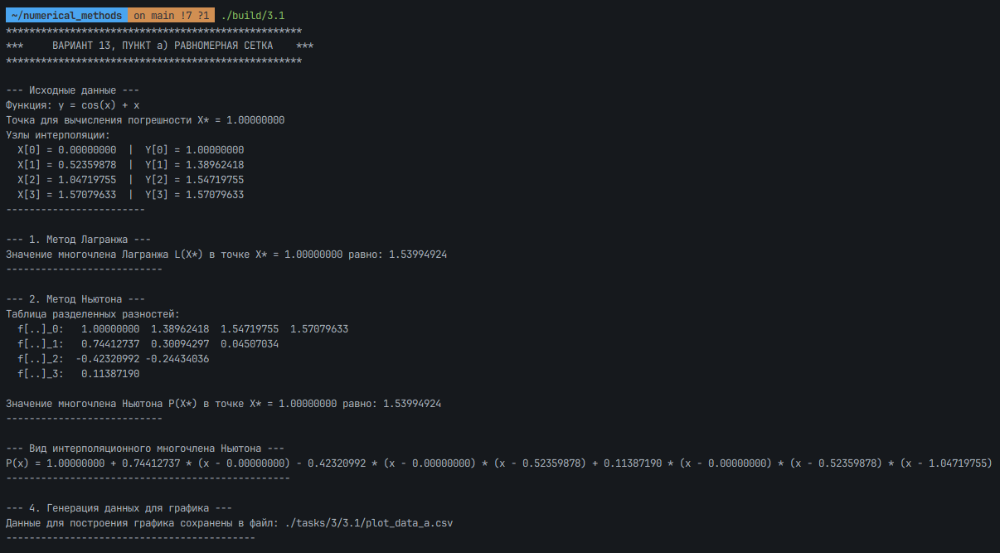 ~/numerical_methods on main !7 ?1 ./build/3.1
***************************************************
***     ВАРИАНТ 13, ПУНКТ а) РАВНОМЕРНАЯ СЕТКА    ***
***************************************************
--- Исходные данные ---
Функция: y = cos(x) + x
Точка для вычисления погрешности X* = 1.00000000
Узлы интерполяции:
  X[0] = 0.00000000  |  Y[0] = 1.00000000
  X[1] = 0.52359878  |  Y[1] = 1.38962418
  X[2] = 1.04719755  |  Y[2] = 1.54719755
  X[3] = 1.57079633  |  Y[3] = 1.57079633
------------------------
--- 1. Метод Лагранжа ---
Значение многочлена Лагранжа L(X*) в точке X* = 1.00000000 равно: 1.53994924
---------------------------
--- 2. Метод Ньютона ---
Таблица разделенных разностей:
  f[..]_0:   1.00000000  1.38962418  1.54719755  1.57079633
  f[..]_1:   0.74412737  0.30094297  0.04507034
  f[..]_2:  -0.42320992 -0.24434036
  f[..]_3:   0.11387190
Значение многочлена Ньютона P(X*) в точке X* = 1.00000000 равно: 1.53994924
---------------------------
--- Вид интерполяционного многочлена Ньютона ---
P(x) = 1.00000000 + 0.74412737 * (x - 0.00000000) - 0.42320992 * (x - 0.00000000) * (x - 0.52359878) + 0.11387190 * (x - 0.00000000) * (x - 0.52359878) * (x - 1.04719755)
-------------------------------------------------
--- 4. Генерация данных для графика ---
Данные для построения графика сохранены в файл: ./tasks/3/3.1/plot_data_a.csv
-------------------------------------------